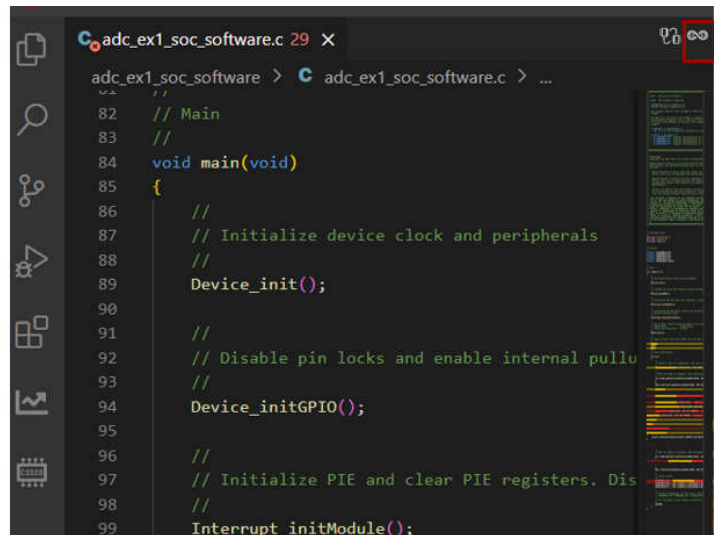 adc_ex1_soc_software.c 29 ×
adc_ex1_soc_software > C adc_ex1_soc_software.c > ...
81 //
82 // Main
83 //
84 void main(void)
85 {
86 //
87 // Initialize device clock and peripherals
88 //
89 Device_init();
90
91 //
92 // Disable pin locks and enable internal pullu
93 //
94 Device_initGPIO();
95
96 //
97 // Initialize PIE and clear PIE registers. Dis
98 //
99 Interrupt_initModule();
C2000